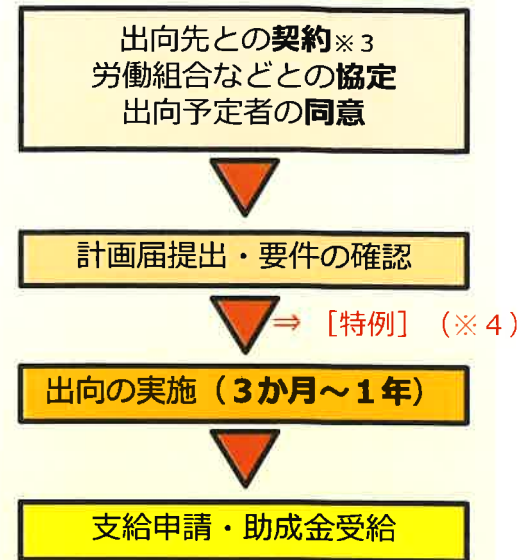 出向先との契約※3
労働組合などとの協定
出向予定者の同意
計画届提出・要件の確認
⇒ [特例] (※4)
出向の実施(3か月~1年)
支給申請・助成金受給